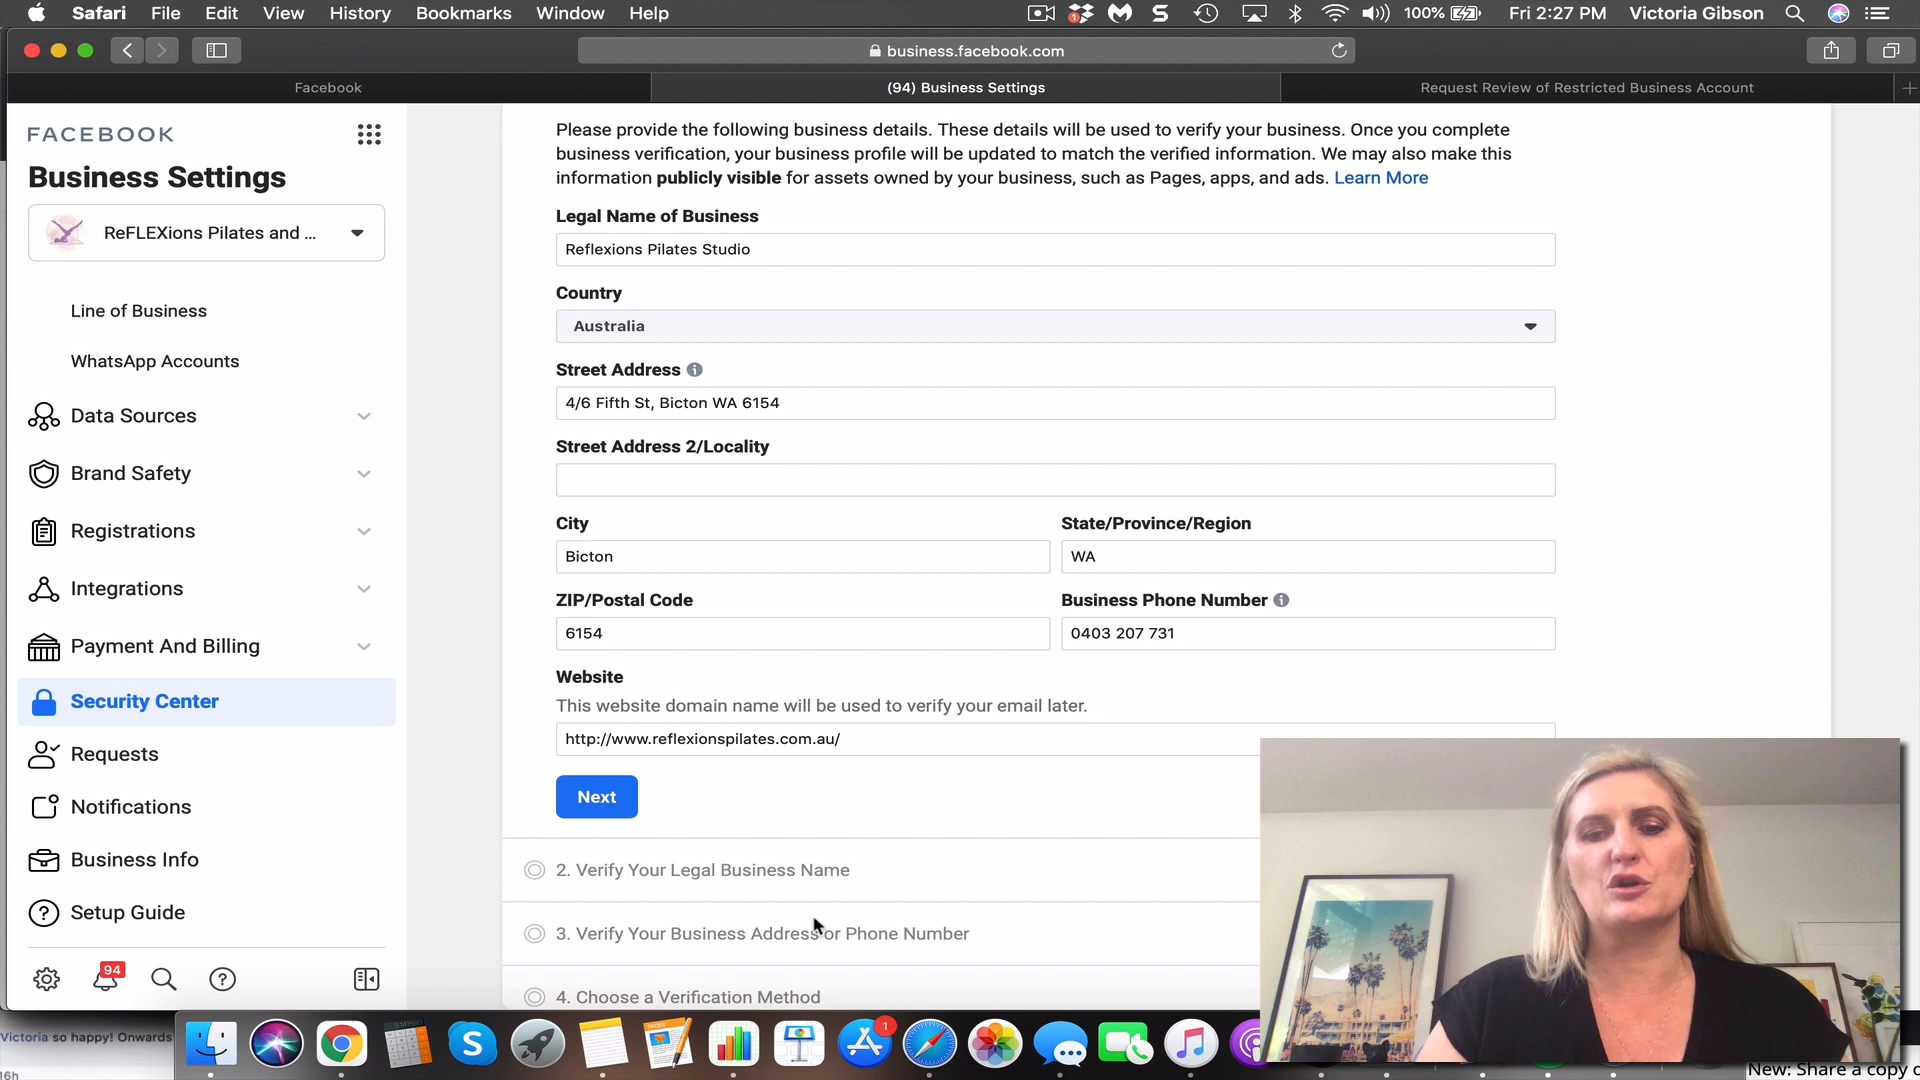 Safari File Edit View History Bookmarks Window Help
1
100%
Fri 2:27 PM Victoria Gibson
business.facebook.com
Facebook
(94) Business Settings
Request Review of Restricted Business Account
FACEBOOK
Business Settings
ReFLEXions Pilates and ...
Line of Business
WhatsApp Accounts
Data Sources
Brand Safety
Registrations
Integrations
Payment And Billing
Security Center
Requests
Notifications
Business Info
Setup Guide
94
Please provide the following business details. These details will be used to verify your business. Once you complete
business verification, your business profile will be updated to match the verified information. We may also make this
information publicly visible for assets owned by your business, such as Pages, apps, and ads. Learn More
Legal Name of Business
Reflexions Pilates Studio
Country
Australia
Street Address
4/6 Fifth St, Bicton WA 6154
Street Address 2/Locality
City
Bicton
State/Province/Region
WA
ZIP/Postal Code
6154
Business Phone Number
0403 207 731
Website
This website domain name will be used to verify your email later.
http://www.reflexionspilates.com.au/
Next
2. Verify Your Legal Business Name
3. Verify Your Business Address or Phone Number
4. Choose a Verification Method
Victoria so happy! Onwards
16h
1
New: Share a copy